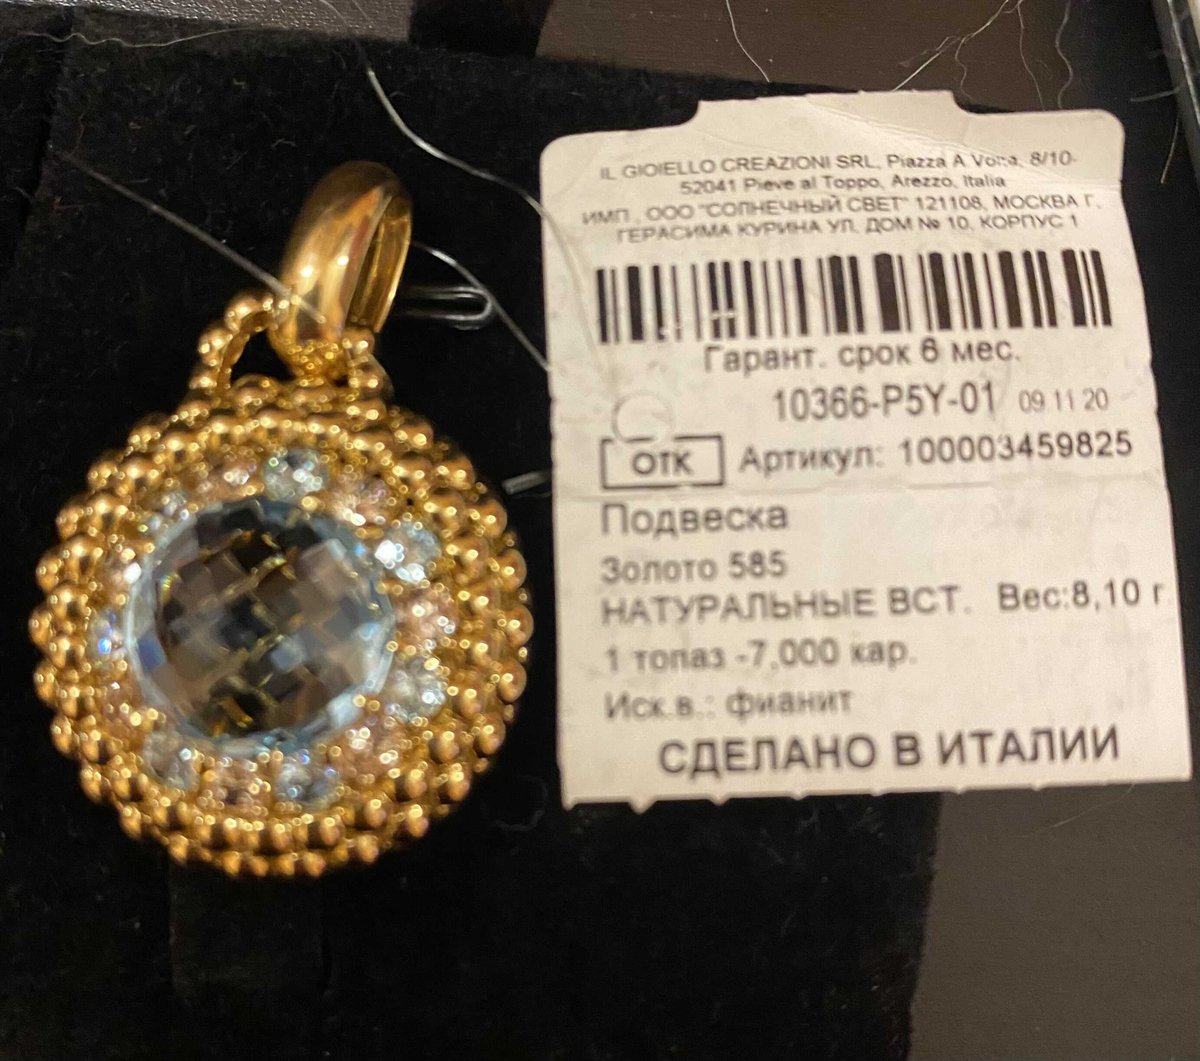 IL GIOIELLO CREAZIONI SRL, Piazza A. Volta, 8/10-
52041 Pieve al Toppo, Arezzo, Italia
ИМП . ООО "СОЛНЕЧНЫЙ СВЕТ" 121108, МОСКВА Г,
ГЕРАСИМА КУРИНА УЛ, ДОМ № 10, КОРПУС 1
Гарант. срок 6 мес.
10366-P5Y-01 09 11 20
ОТК Артикул: 100003459825
Подвеска
Золото 585
НАТУРАЛЬНЫЕ ВСТ. Вес:8,10 г
1 топаз -7,000 кар.
Иск.в.: фианит
СДЕЛАНО В ИТАЛИИ